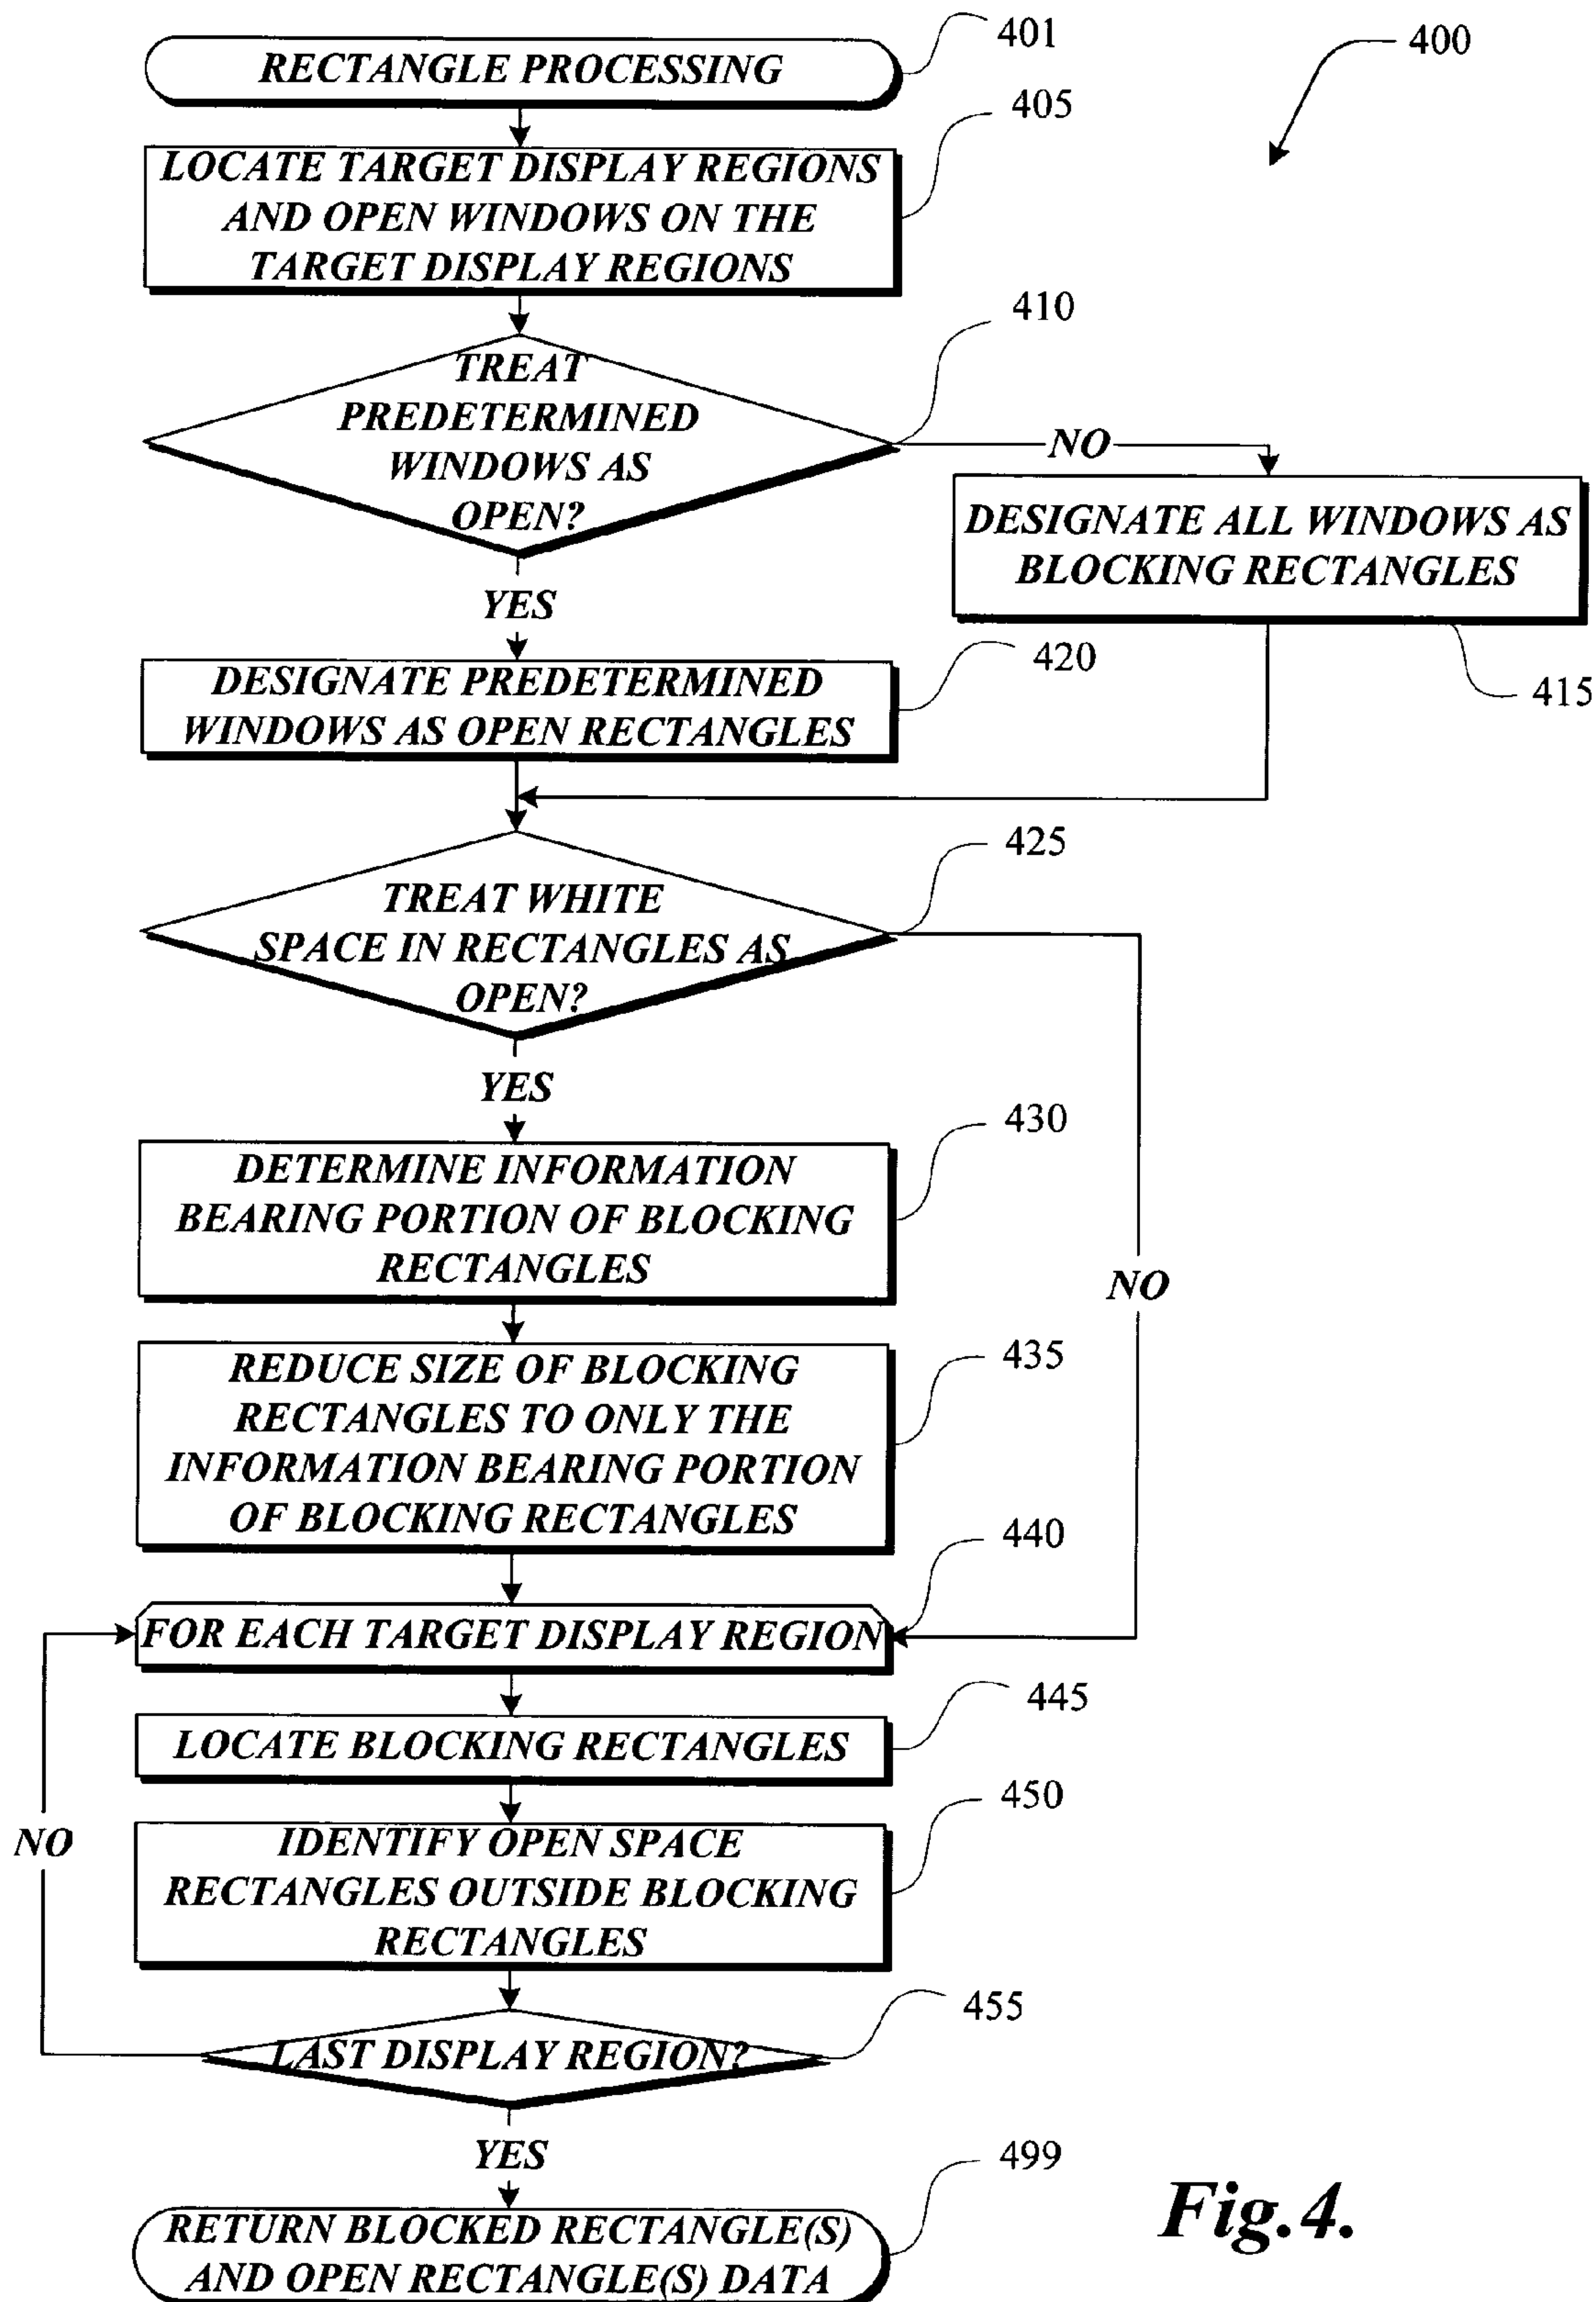 401
400
RECTANGLE PROCESSING
405
LOCATE TARGET DISPLAY REGIONS
AND OPEN WINDOWS ON THE
TARGET DISPLAY REGIONS
410
TREAT
PREDETERMINED
WINDOWS AS
OPEN?
NO
DESIGNATE ALL WINDOWS AS
BLOCKING RECTANGLES
415
YES
420
DESIGNATE PREDETERMINED
WINDOWS AS OPEN RECTANGLES
425
TREAT WHITE
SPACE IN RECTANGLES AS
OPEN?
NO
YES
430
DETERMINE INFORMATION
BEARING PORTION OF BLOCKING
RECTANGLES
435
REDUCE SIZE OF BLOCKING
RECTANGLES TO ONLY THE
INFORMATION BEARING PORTION
OF BLOCKING RECTANGLES
440
FOR EACH TARGET DISPLAY REGION
445
LOCATE BLOCKING RECTANGLES
450
IDENTIFY OPEN SPACE
RECTANGLES OUTSIDE BLOCKING
RECTANGLES
NO
455
LAST DISPLAY REGION?
YES
499
RETURN BLOCKED RECTANGLE(S)
AND OPEN RECTANGLE(S) DATA
Fig.4.